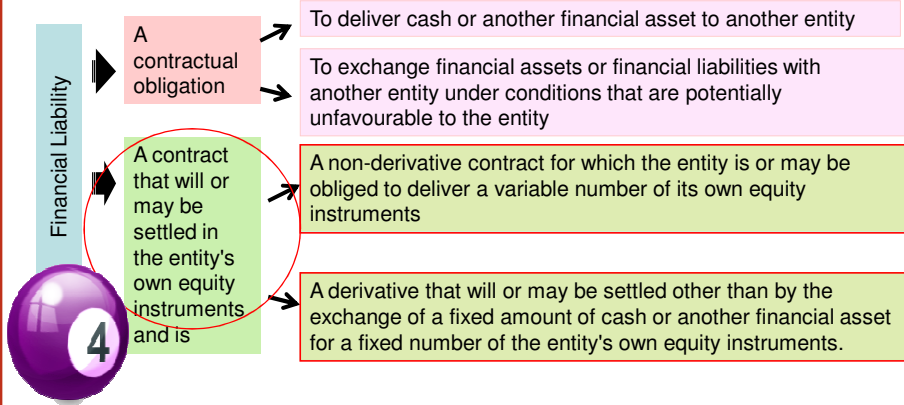 Financial Liability
A
contractual
obligation
To deliver cash or another financial asset to another entity
To exchange financial assets or financial liabilities with
another entity under conditions that are potentially
unfavourable to the entity
A contract
that will or
may be
settled in
the entity's
own equity
instruments
and is
A non-derivative contract for which the entity is or may be
obliged to deliver a variable number of its own equity
instruments
A derivative that will or may be settled other than by the
exchange of a fixed amount of cash or another financial asset
for a fixed number of the entity's own equity instruments.
4